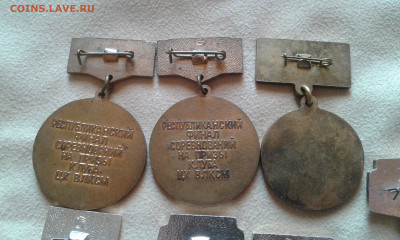 COINS.LAVE.RU
РЕСПУБЛИКАНСКИЙ
ФИНАЛ
СОРЕВНОВАНИЙ
НА ПРИЗЫ
ЦК ВЛКСМ
РЕСПУБЛИКАНСКИЙ
ФИНАЛ
СОРЕВНОВАНИЙ
НА ПРИЗЫ
ЦК ВЛКСМ